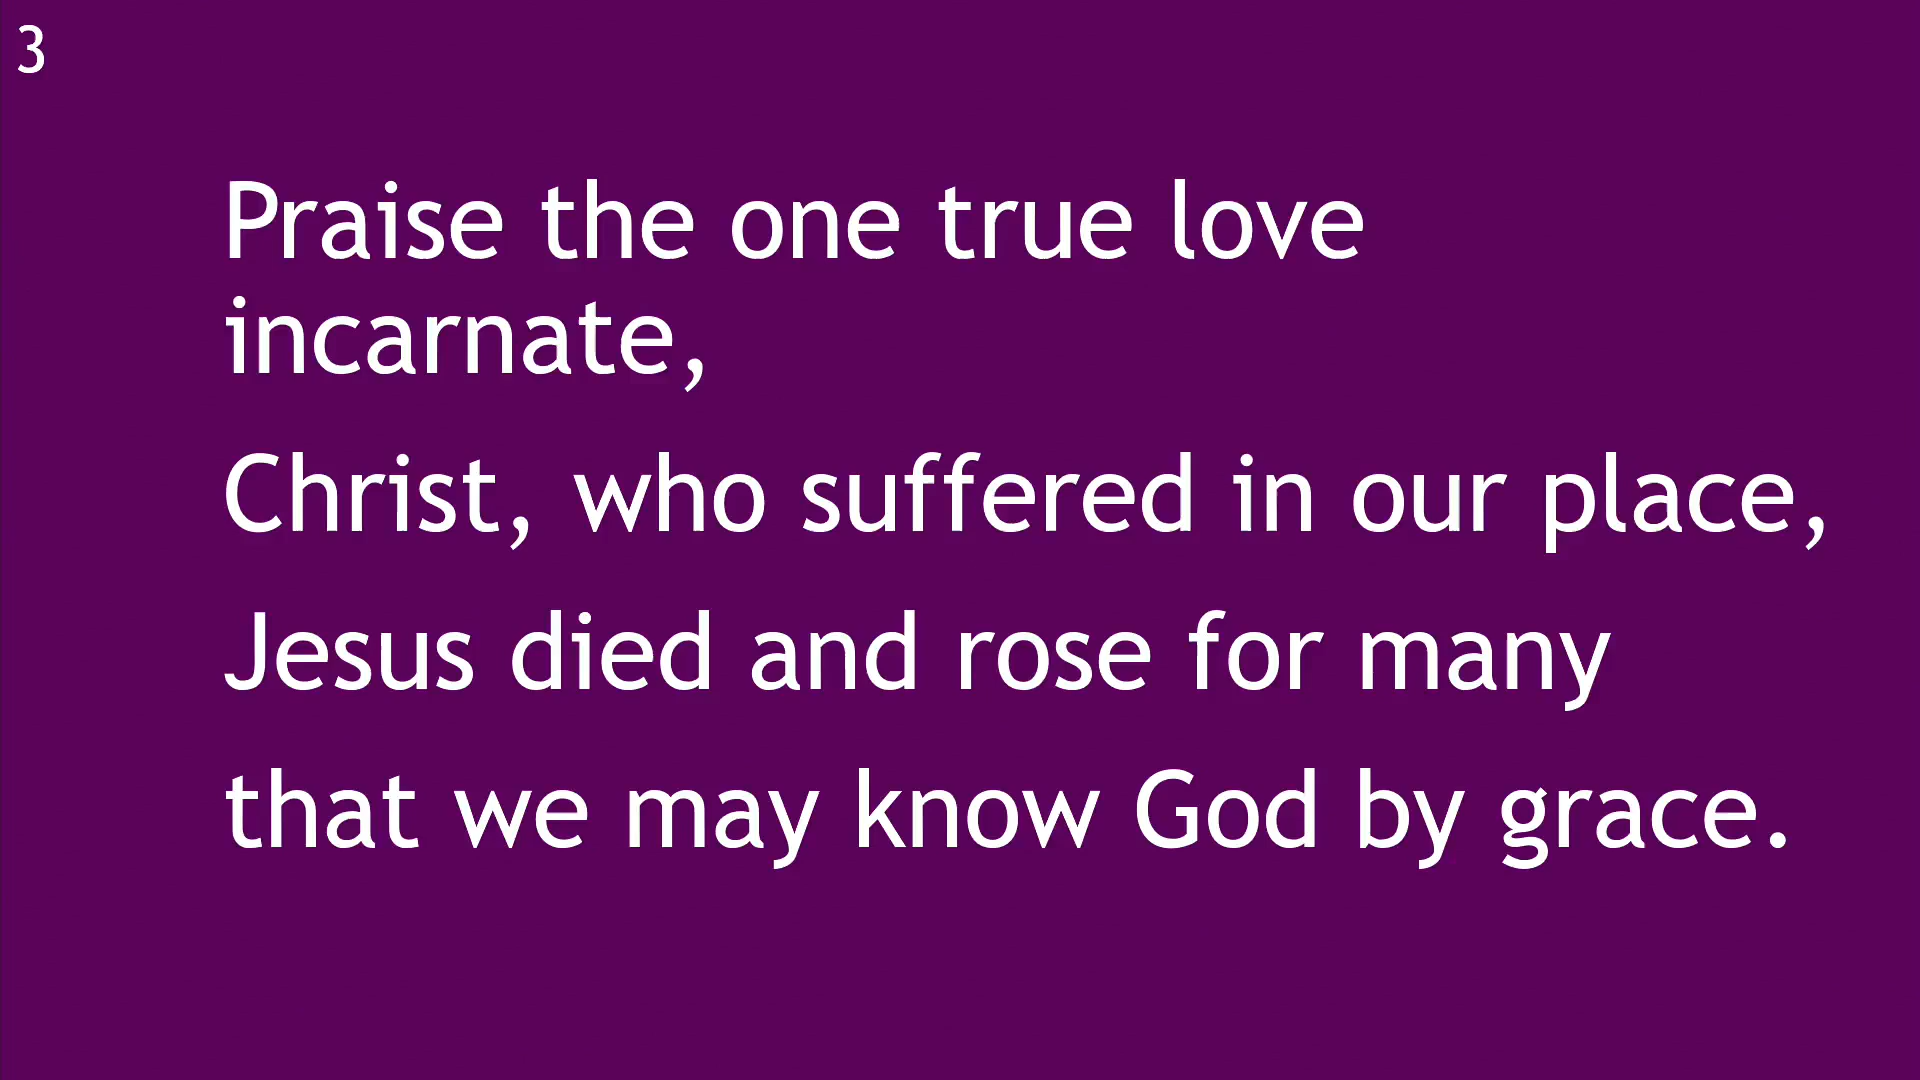 3
Praise the one true love
incarnate,
Christ, who suffered in our place,
Jesus died and rose for many
that we may know God by grace.